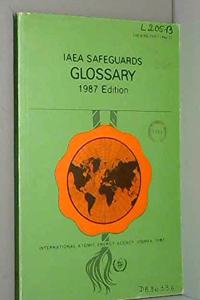 L 20513
IAEA SAFEGUARDS
GLOSSARY
1987 Edition
INTERNATIONAL ATOMIC ENERGY AGENCY, VIENNA, 1987